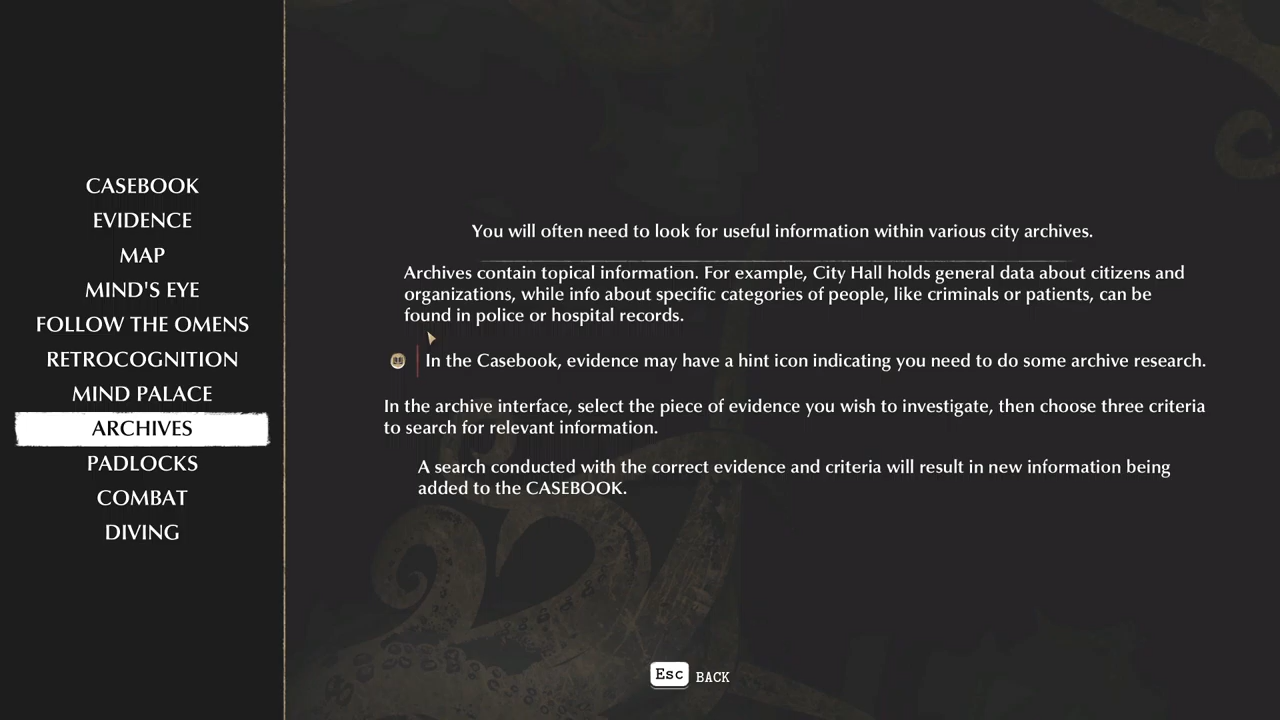 CASEBOOK
EVIDENCE
MAP
MIND'S EYE
FOLLOW THE OMENS
RETROCOGNITION
MIND PALACE
ARCHIVES
PADLOCKS
COMBAT
DIVING
You will often need to look for useful information within various city archives.
Archives contain topical information. For example, City Hall holds general data about citizens and
organizations, while info about specific categories of people, like criminals or patients, can be
found in police or hospital records.
In the Casebook, evidence may have a hint icon indicating you need to do some archive research.
In the archive interface, select the piece of evidence you wish to investigate, then choose three criteria
to search for relevant information.
A search conducted with the correct evidence and criteria will result in new information being
added to the CASEBOOK.
Esc BACK